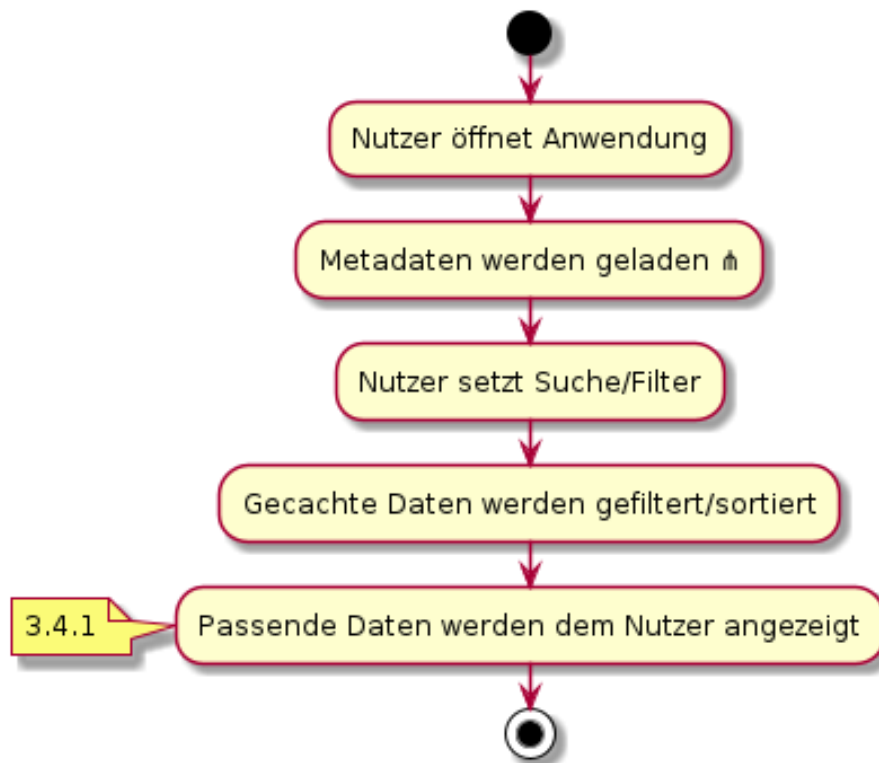 Nutzer öffnet Anwendung
Metadaten werden geladen ⋔
Nutzer setzt Suche/Filter
Gecachte Daten werden gefiltert/sortiert
3.4.1
Passende Daten werden dem Nutzer angezeigt